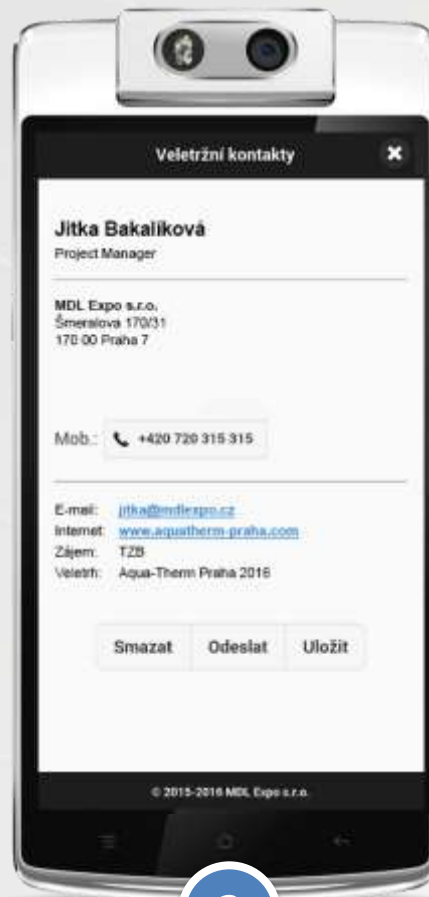 Veletržní kontakty
Jitka Bakalíková
Project Manager
MDL Expo s.r.o.
Šmeralova 170/31
170 00 Praha 7
Mob.: +420 720 315 315
E-mail: jitka@mdlexpo.cz
Internet: www.aquatherm-praha.com
Zájem: TZB
Veletrh: Aqua-Therm Praha 2016
Smazat Odeslat Uložit
© 2015-2016 MDL Expo s.r.o.